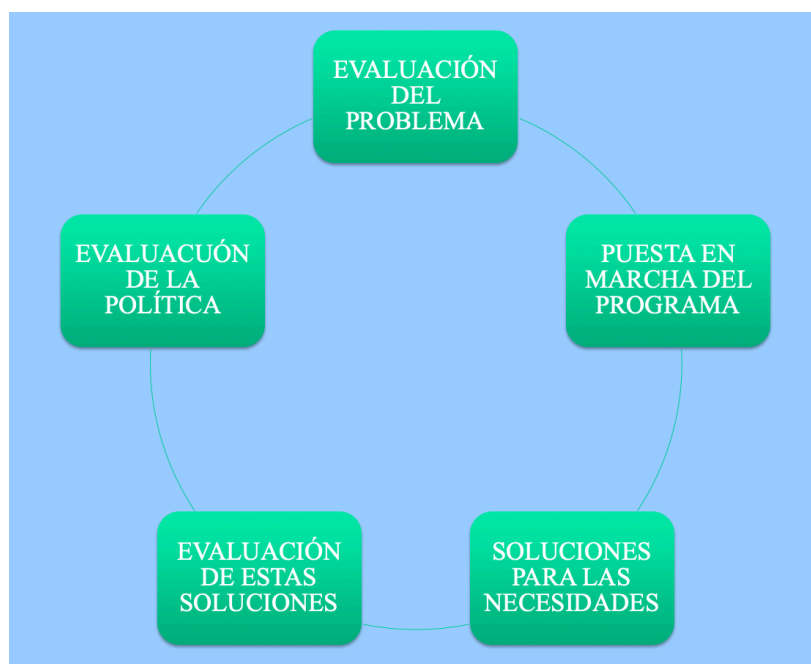 EVALUACIÓN
DEL
PROBLEMA
PUESTA EN
MARCHA DEL
PROGRAMA
SOLUCIONES
PARA LAS
NECESIDADES
EVALUACIÓN
DE ESTAS
SOLUCIONES
EVALUACUÓN
DE LA
POLÍTICA